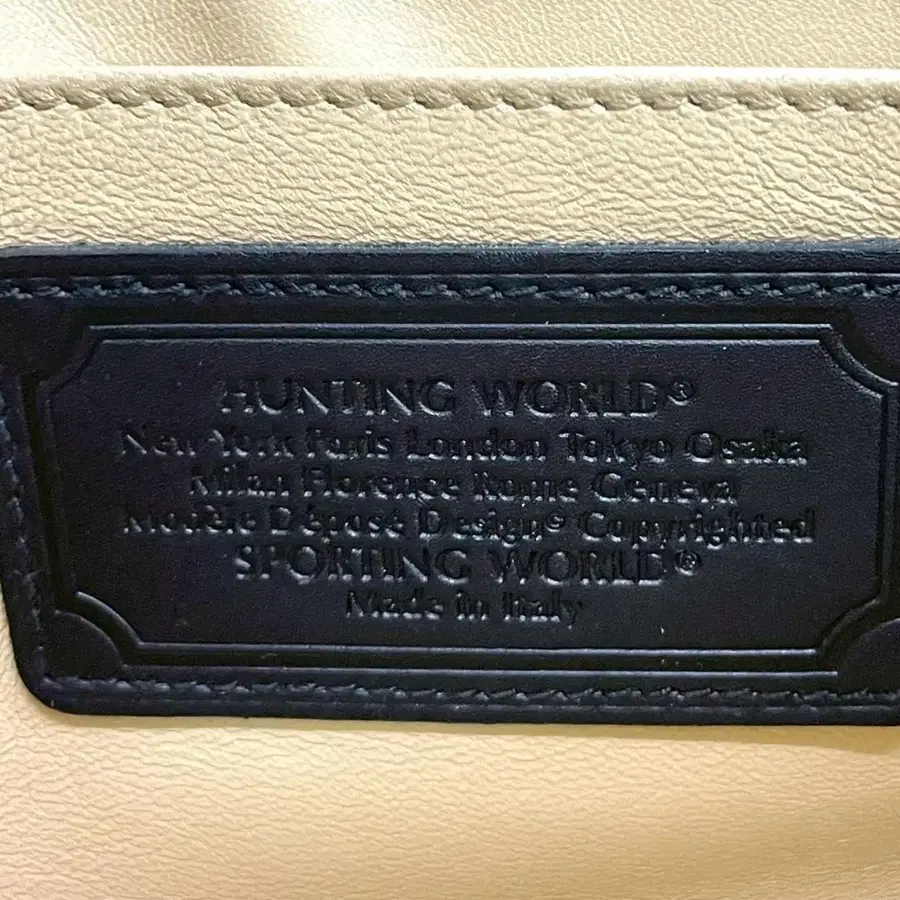 HUNTING WORLD®
New York Paris London Tokyo Osaka
Milan Florence Rome Geneva
Modèle Déposé Design© Copyrighted
SPORTING WORLD®
Made in Italy